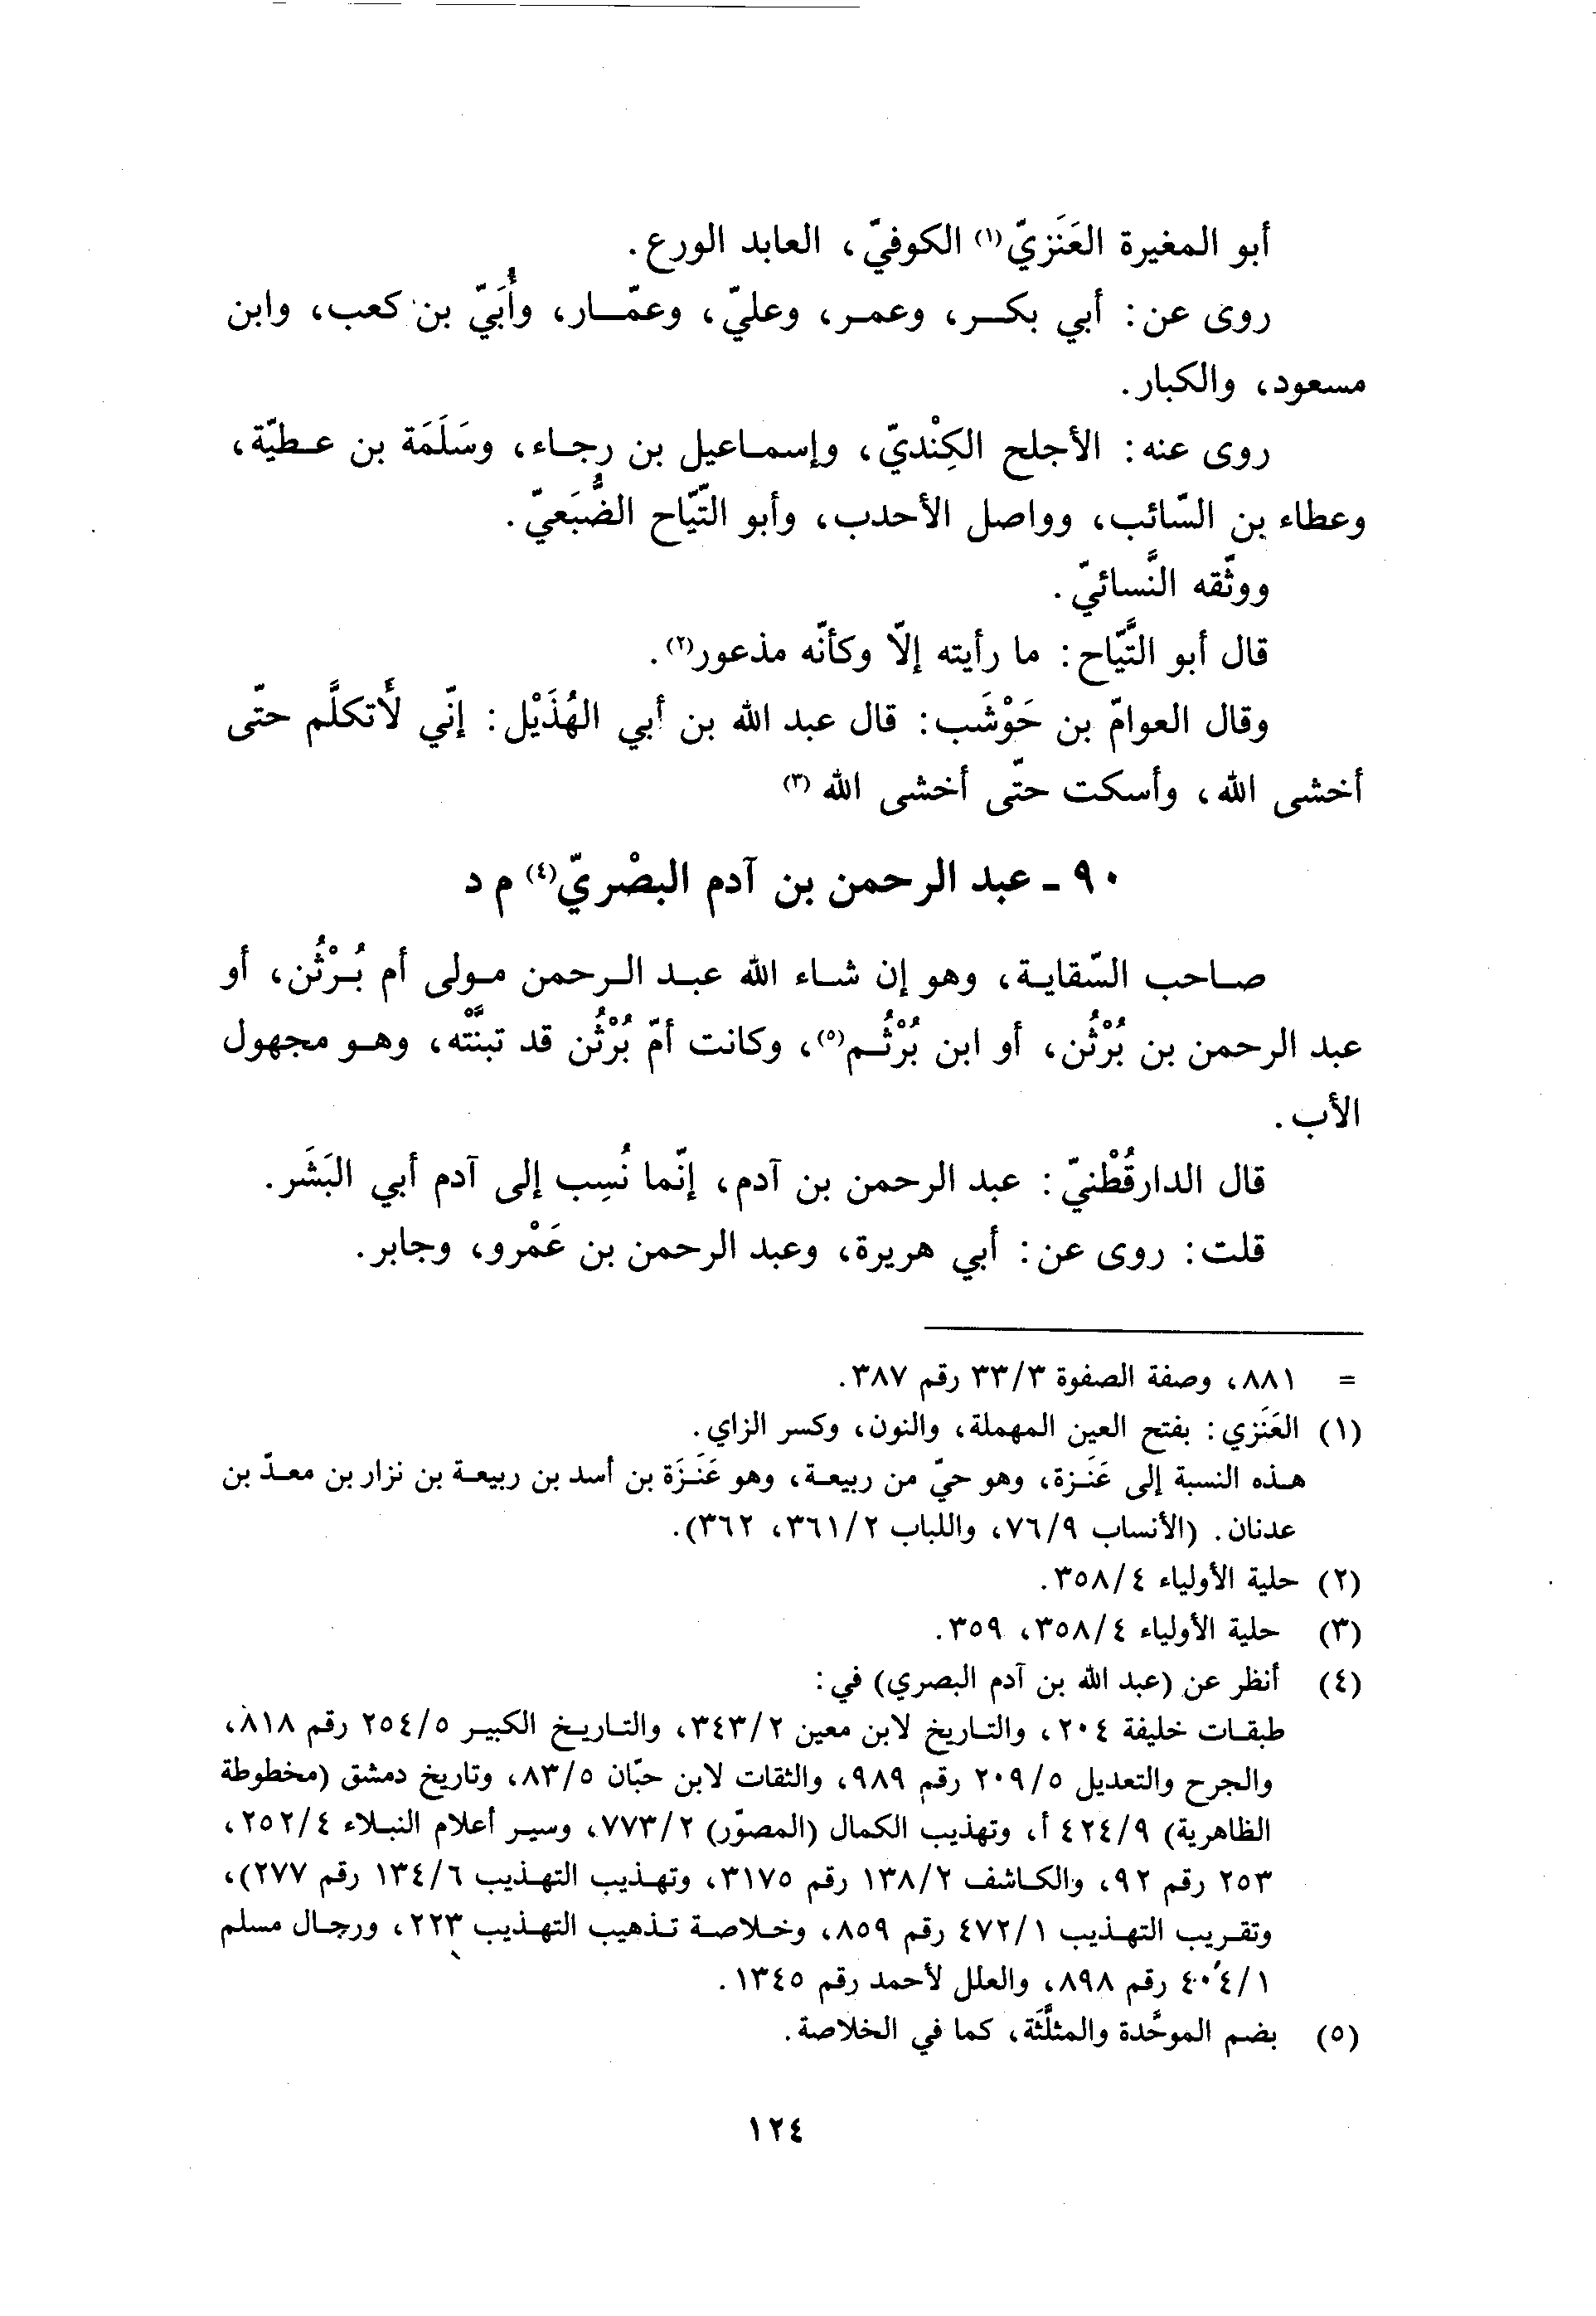 أبو المغيرة العَنَزيّ(١) الكوفيّ، العابد الورع.
روى عن: أبي بكر، وعمر، وعليّ، وعمّار، وأُبَيّ بن كعب، وابن
مسعود، والكبار.
روى عنه: الأجلح الكِنْديّ، وإسماعيل بن رجاء، وسَلَمَة بن عطيّة،
وعطاء بن السّائب، وواصل الأحدب، وأبو التّيّاح الضُّبَعيّ.
ووثّقه النَّسائيّ.
قال أبو التَّيّاح: ما رأيته إلّا وكأنّه مذعور(٢).
وقال العوامّ بن حَوْشَب: قال عبد الله بن أبي الهُذَيْل: إنّي لَأتكلَّم حتّى
أخشى الله، وأسكت حتّى أخشى الله (٣)
٩٠ ـ عبد الرحمن بن آدم البصْريّ(٤) م د
صاحب السّقاية، وهو إن شاء الله عبد الرحمن مولى أم بُرْثُن، أو
عبد الرحمن بن بُرْثُن، أو ابن بُرْثُم(٥)، وكانت أمّ بُرْثُن قد تبنَّتْه، وهو مجهول
الأب.
قال الدارقُطْنيّ: عبد الرحمن بن آدم، إنّما نُسِب إلى آدم أبي البَشَر.
قلت: روى عن: أبي هريرة، وعبد الرحمن بن عَمْرو، وجابر.
= ٨٨١، وصفة الصفوة ٣/٣٣ رقم ٣٨٧.
(١) العَنَزي: بفتح العين المهملة، والنون، وكسر الزاي.
هذه النسبة إلى عَنَزة، وهو حيّ من ربيعة، وهو عَنَزَة بن أسد بن ربيعة بن نزار بن معدّ بن
عدنان. (الأنساب ٩/٧٦، واللباب ٢/٣٦١، ٣٦٢).
(٢) حلية الأولياء ٤/٣٥٨.
(٣) حلية الأولياء ٤/٣٥٨، ٣٥٩.
(٤) أنظر عن (عبد الله بن آدم البصري) في:
طبقات خليفة ٢٠٤، والتاريخ لابن معين ٢/٣٤٣، والتاريخ الكبير ٥/٢٥٤ رقم ٨١٨،
والجرح والتعديل ٥/٢٠٩ رقم ٩٨٩، والثقات لابن حبّان ٥/٨٣، وتاريخ دمشق (مخطوطة
الظاهرية) ٩/٤٢٤ أ، وتهذيب الكمال (المصوّر) ٢/٧٧٣، وسير أعلام النبلاء ٤/٢٥٢،
٢٥٣ رقم ٩٢، والكاشف ٢/١٣٨ رقم ٣١٧٥، وتهذيب التهذيب ٦/١٣٤ رقم ٢٧٧)،
وتقريب التهذيب ١/٤٧٢ رقم ٨٥٩، وخلاصة تذهيب التهذيب ٢٢٣، ورجال مسلم
١/٤٠٤ رقم ٨٩٨، والعلل لأحمد رقم ١٣٤٥.
(٥) بضم الموحَّدة والمثلَّثة، كما في الخلاصة.
١٢٤